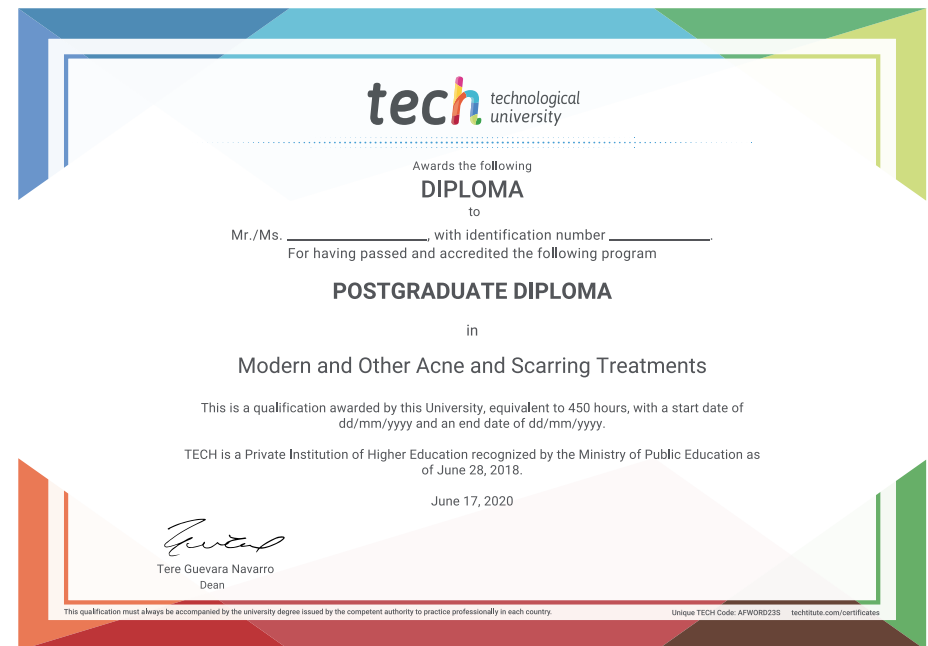 tech technological
university
Awards the following
DIPLOMA
to
Mr./Ms. ____________, with identification number ____________.
For having passed and accredited the following program
POSTGRADUATE DIPLOMA
in
Modern and Other Acne and Scarring Treatments
This is a qualification awarded by this University, equivalent to 450 hours, with a start date of
dd/mm/yyyy and an end date of dd/mm/yyyy.
TECH is a Private Institution of Higher Education recognized by the Ministry of Public Education as
of June 28, 2018.
June 17, 2020
Tere Guevara Navarro
Dean
This qualification must always be accompanied by the university degree issued by the competent authority to practice professionally in each country.
Unique TECH Code: AFWORD23S techtitute.com/certificates